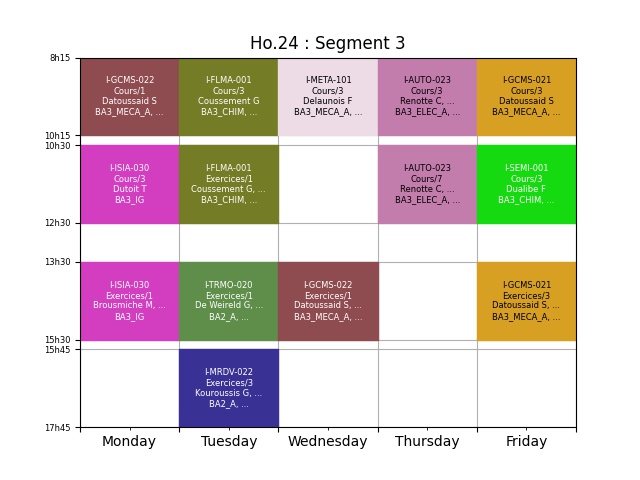 Ho.24 : Segment 3
8h15
I-GCMS-022
Cours/1
Datoussaid S
BA3_MECA_A, ...
I-FLMA-001
Cours/3
Coussement G
BA3_CHIM, ...
I-META-101
Cours/3
Delaunois F
BA3_MECA_A, ...
I-AUTO-023
Cours/3
Renotte C, ...
BA3_ELEC_A, ...
I-GCMS-021
Cours/3
Datoussaid S
BA3_MECA_A, ...
10h15
10h30
I-ISIA-030
Cours/3
Dutoit T
BA3_IG
I-FLMA-001
Exercices/1
Coussement G, ...
BA3_CHIM, ...
I-AUTO-023
Cours/7
Renotte C, ...
BA3_ELEC_A, ...
I-SEMI-001
Cours/3
Dualibe F
BA3_CHIM, ...
12h30
13h30
I-ISIA-030
Exercices/1
Brousmiche M, ...
BA3_IG
I-TRMO-020
Exercices/1
De Weireld G, ...
BA2_A, ...
I-GCMS-022
Exercices/1
Datoussaid S, ...
BA3_MECA_A, ...
I-GCMS-021
Exercices/3
Datoussaid S, ...
BA3_MECA_A, ...
15h30
15h45
I-MRDV-022
Exercices/3
Kouroussis G, ...
BA2_A, ...
17h45
Monday
Tuesday
Wednesday
Thursday
Friday